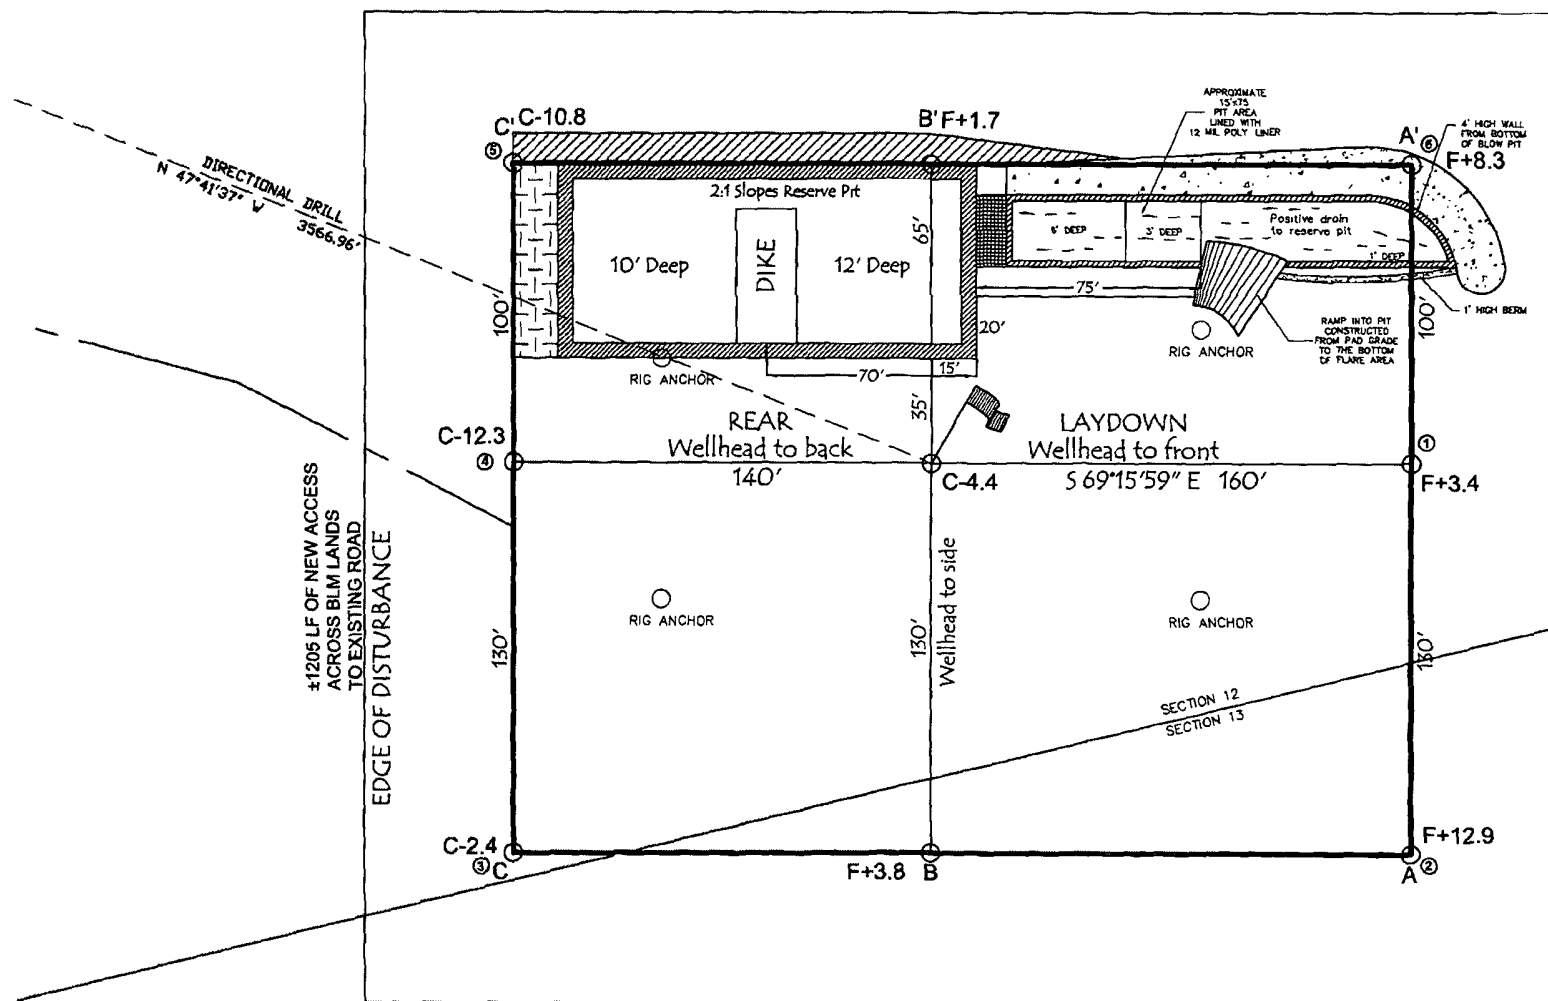 C' C-10.8
B' F+1.7
APPROXIMATE
15'x75
PIT AREA
LINED WITH
12 MIL POLY LINER
4' HIGH WALL
FROM BOTTOM
OF BLOW PIT
A' ⑥
F+8.3
⑤
DIRECTIONAL DRILL
N 47°41'37" W 3566.96'
2:1 Slopes Reserve Pit
65'
10' Deep
DIKE
12' Deep
6' DEEP
3' DEEP
Positive drain
to reserve pit
1' DEEP
100'
75'
100'
1' HIGH BERM
20'
RIG ANCHOR
RAMP INTO PIT
CONSTRUCTED
FROM PAD GRADE
TO THE BOTTOM
OF FLARE AREA
RIG ANCHOR
70'
15'
35'
C-12.3
④
REAR
Wellhead to back
140'
LAYDOWN
Wellhead to front
S 69°15'59" E 160'
C-4.4
①
F+3.4
±1205 LF OF NEW ACCESS
ACROSS BLM LANDS
TO EXISTING ROAD
EDGE OF DISTURBANCE
Wellhead to side
130'
130'
130'
RIG ANCHOR
RIG ANCHOR
SECTION 12
SECTION 13
C-2.4
③ C
F+3.8 B
F+12.9
A ②